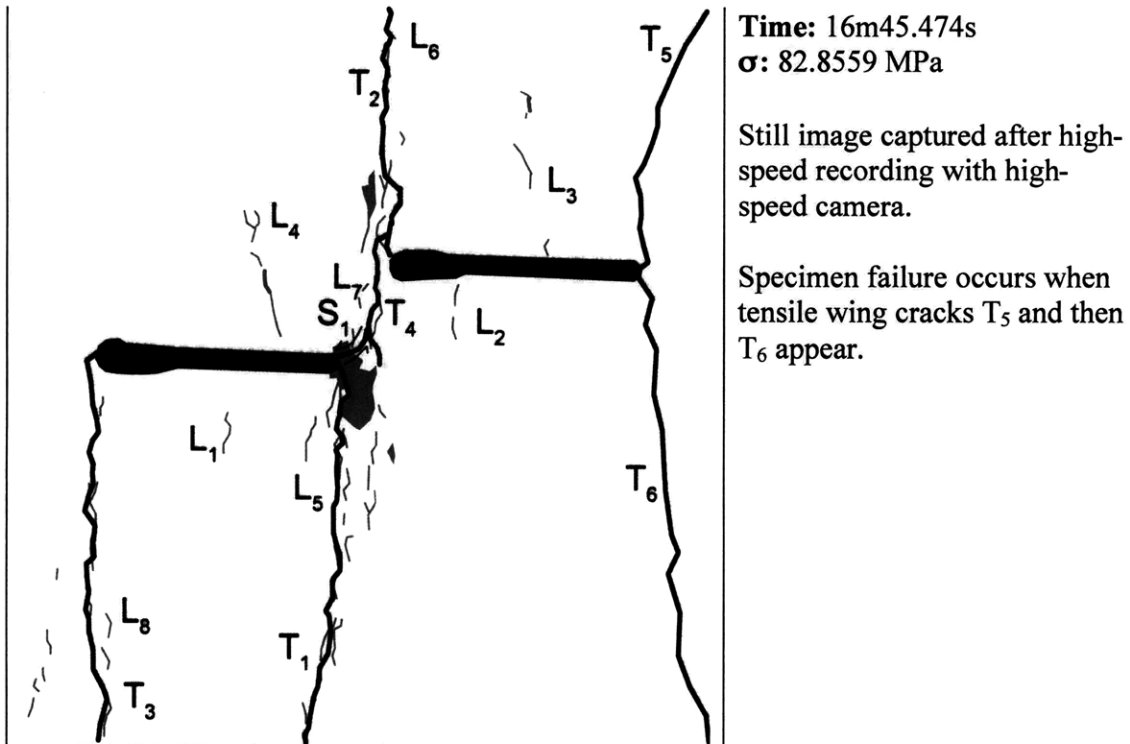 L₆
T₅
T₂
L₃
L₄
L₇
S₁
T₄
L₂
L₁
L₅
T₆
L₈
T₁
T₃
Time: 16m45.474s
σ: 82.8559 MPa
Still image captured after high-
speed recording with high-
speed camera.
Specimen failure occurs when
tensile wing cracks T₅ and then
T₆ appear.